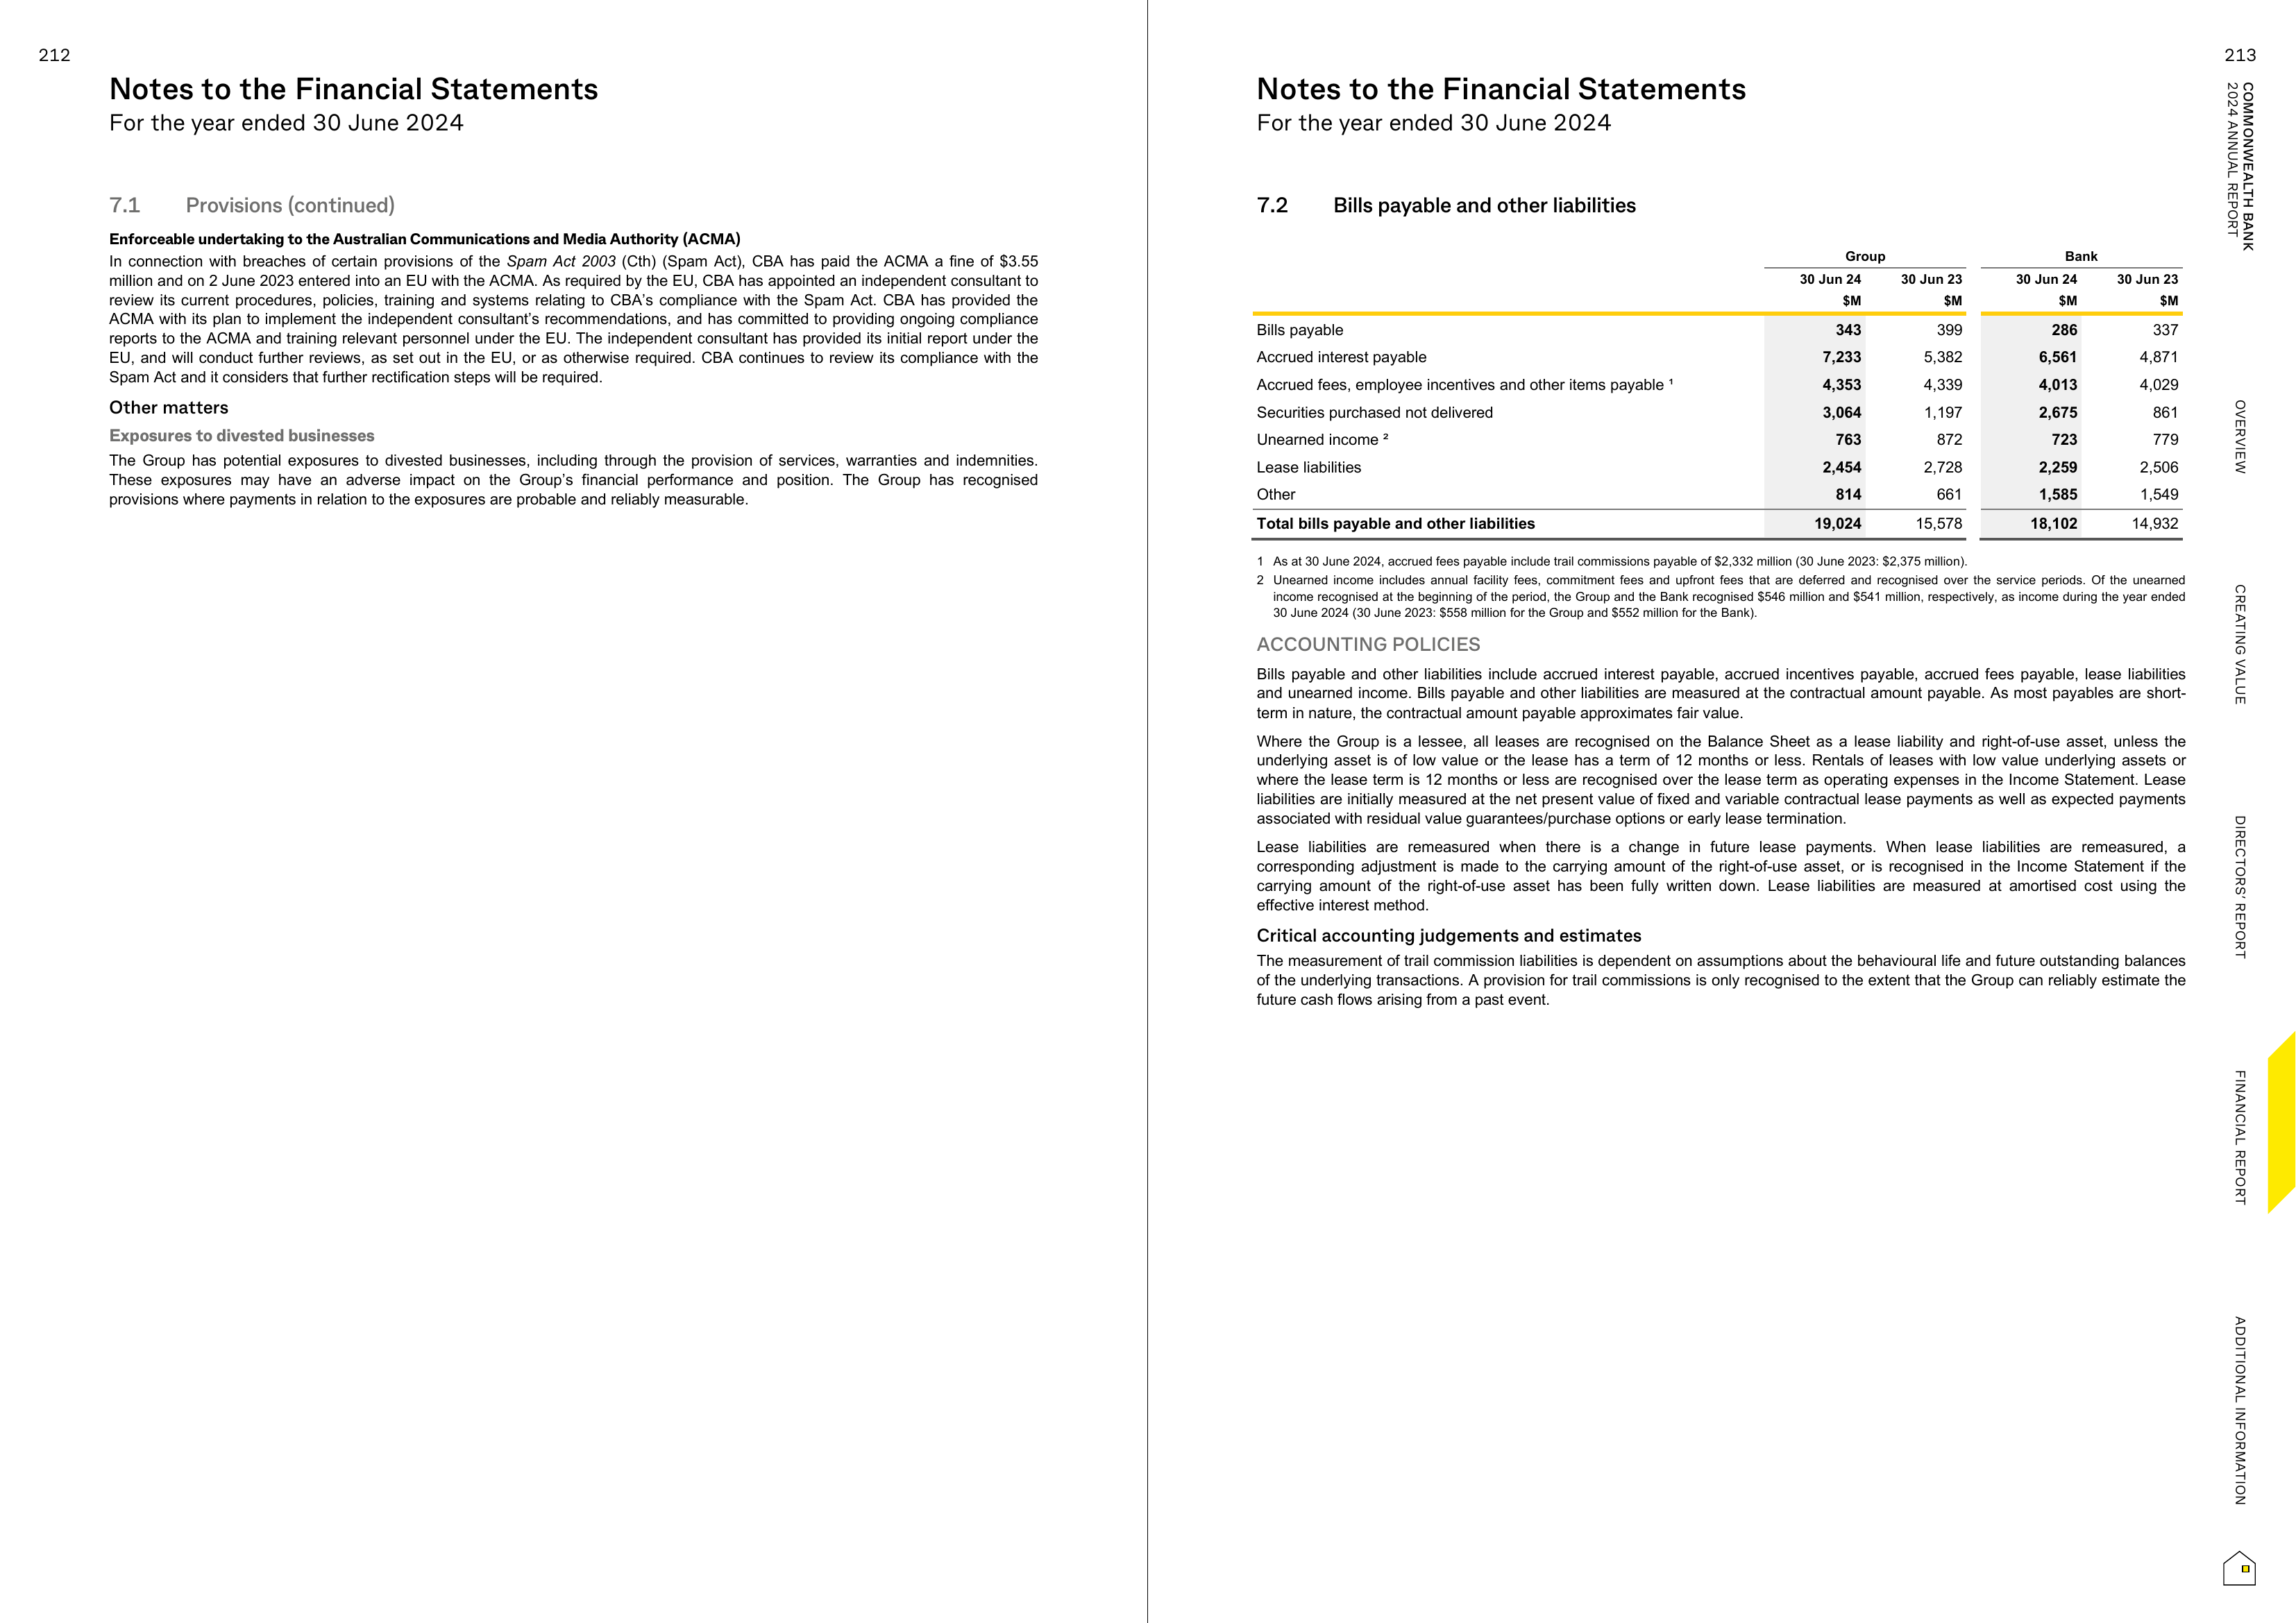 212
Notes to the Financial Statements
For the year ended 30 June 2024
7.1 Provisions (continued)
Enforceable undertaking to the Australian Communications and Media Authority (ACMA)
In connection with breaches of certain provisions of the Spam Act 2003 (Cth) (Spam Act), CBA has paid the ACMA a fine of $3.55
million and on 2 June 2023 entered into an EU with the ACMA. As required by the EU, CBA has appointed an independent consultant to
review its current procedures, policies, training and systems relating to CBA’s compliance with the Spam Act. CBA has provided the
ACMA with its plan to implement the independent consultant’s recommendations, and has committed to providing ongoing compliance
reports to the ACMA and training relevant personnel under the EU. The independent consultant has provided its initial report under the
EU, and will conduct further reviews, as set out in the EU, or as otherwise required. CBA continues to review its compliance with the
Spam Act and it considers that further rectification steps will be required.
Other matters
Exposures to divested businesses
The Group has potential exposures to divested businesses, including through the provision of services, warranties and indemnities.
These exposures may have an adverse impact on the Group’s financial performance and position. The Group has recognised
provisions where payments in relation to the exposures are probable and reliably measurable.
213
Notes to the Financial Statements
For the year ended 30 June 2024
7.2 Bills payable and other liabilities
Group Bank
30 Jun 24 30 Jun 23 30 Jun 24 30 Jun 23
$M $M $M $M
Bills payable 343 399 286 337
Accrued interest payable 7,233 5,382 6,561 4,871
Accrued fees, employee incentives and other items payable ¹ 4,353 4,339 4,013 4,029
Securities purchased not delivered 3,064 1,197 2,675 861
Unearned income ² 763 872 723 779
Lease liabilities 2,454 2,728 2,259 2,506
Other 814 661 1,585 1,549
Total bills payable and other liabilities 19,024 15,578 18,102 14,932
1 As at 30 June 2024, accrued fees payable include trail commissions payable of $2,332 million (30 June 2023: $2,375 million).
2 Unearned income includes annual facility fees, commitment fees and upfront fees that are deferred and recognised over the service periods. Of the unearned
income recognised at the beginning of the period, the Group and the Bank recognised $546 million and $541 million, respectively, as income during the year ended
30 June 2024 (30 June 2023: $558 million for the Group and $552 million for the Bank).
ACCOUNTING POLICIES
Bills payable and other liabilities include accrued interest payable, accrued incentives payable, accrued fees payable, lease liabilities
and unearned income. Bills payable and other liabilities are measured at the contractual amount payable. As most payables are short-
term in nature, the contractual amount payable approximates fair value.
Where the Group is a lessee, all leases are recognised on the Balance Sheet as a lease liability and right-of-use asset, unless the
underlying asset is of low value or the lease has a term of 12 months or less. Rentals of leases with low value underlying assets or
where the lease term is 12 months or less are recognised over the lease term as operating expenses in the Income Statement. Lease
liabilities are initially measured at the net present value of fixed and variable contractual lease payments as well as expected payments
associated with residual value guarantees/purchase options or early lease termination.
Lease liabilities are remeasured when there is a change in future lease payments. When lease liabilities are remeasured, a
corresponding adjustment is made to the carrying amount of the right-of-use asset, or is recognised in the Income Statement if the
carrying amount of the right-of-use asset has been fully written down. Lease liabilities are measured at amortised cost using the
effective interest method.
Critical accounting judgements and estimates
The measurement of trail commission liabilities is dependent on assumptions about the behavioural life and future outstanding balances
of the underlying transactions. A provision for trail commissions is only recognised to the extent that the Group can reliably estimate the
future cash flows arising from a past event.
COMMONWEALTH BANK
2024 ANNUAL REPORT
OVERVIEW
CREATING VALUE
DIRECTORS’ REPORT
FINANCIAL REPORT
ADDITIONAL INFORMATION